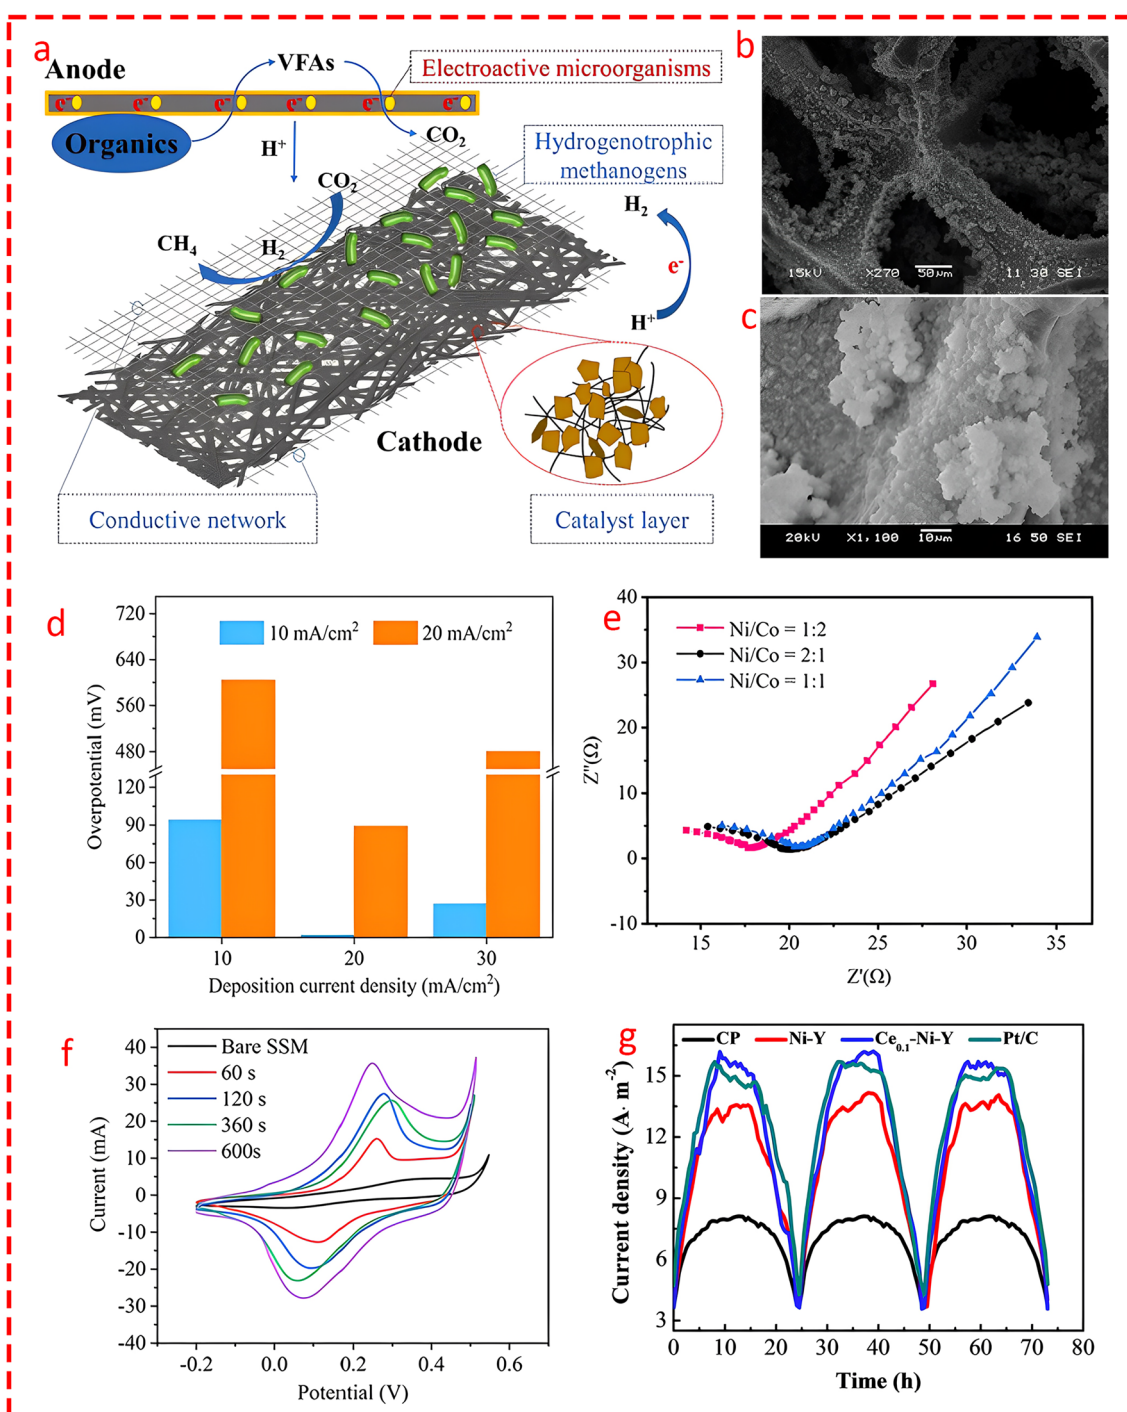 a
Anode
VFAs
Electroactive microorganisms
e⁻ e⁻ e⁻ e⁻ e⁻ e⁻
Organics
H⁺
CO₂
Hydrogenotrophic
methanogens
CO₂
H₂
CH₄
H₂
e⁻
H⁺
Cathode
Conductive network
Catalyst layer
b
15kV X270 50μm 11 30 SEI
c
20kV X1,100 10μm 16 50 SEI
d
720
640
560
480
120
90
60
30
0
10 mA/cm²
20 mA/cm²
Overpotential (mV)
10 20 30
Deposition current density (mA/cm²)
e
40
30
20
10
0
-10
Ni/Co = 1:2
Ni/Co = 2:1
Ni/Co = 1:1
Z''(Ω)
15 20 25 30 35
Z'(Ω)
f
40
30
20
10
0
-10
-20
-30
-40
Bare SSM
60 s
120 s
360 s
600s
Current (mA)
-0.2 0.0 0.2 0.4 0.6
Potential (V)
g
CP Ni-Y Ce₀.₁-Ni-Y Pt/C
15
12
9
6
3
Current density (A· m⁻²)
0 10 20 30 40 50 60 70 80
Time (h)